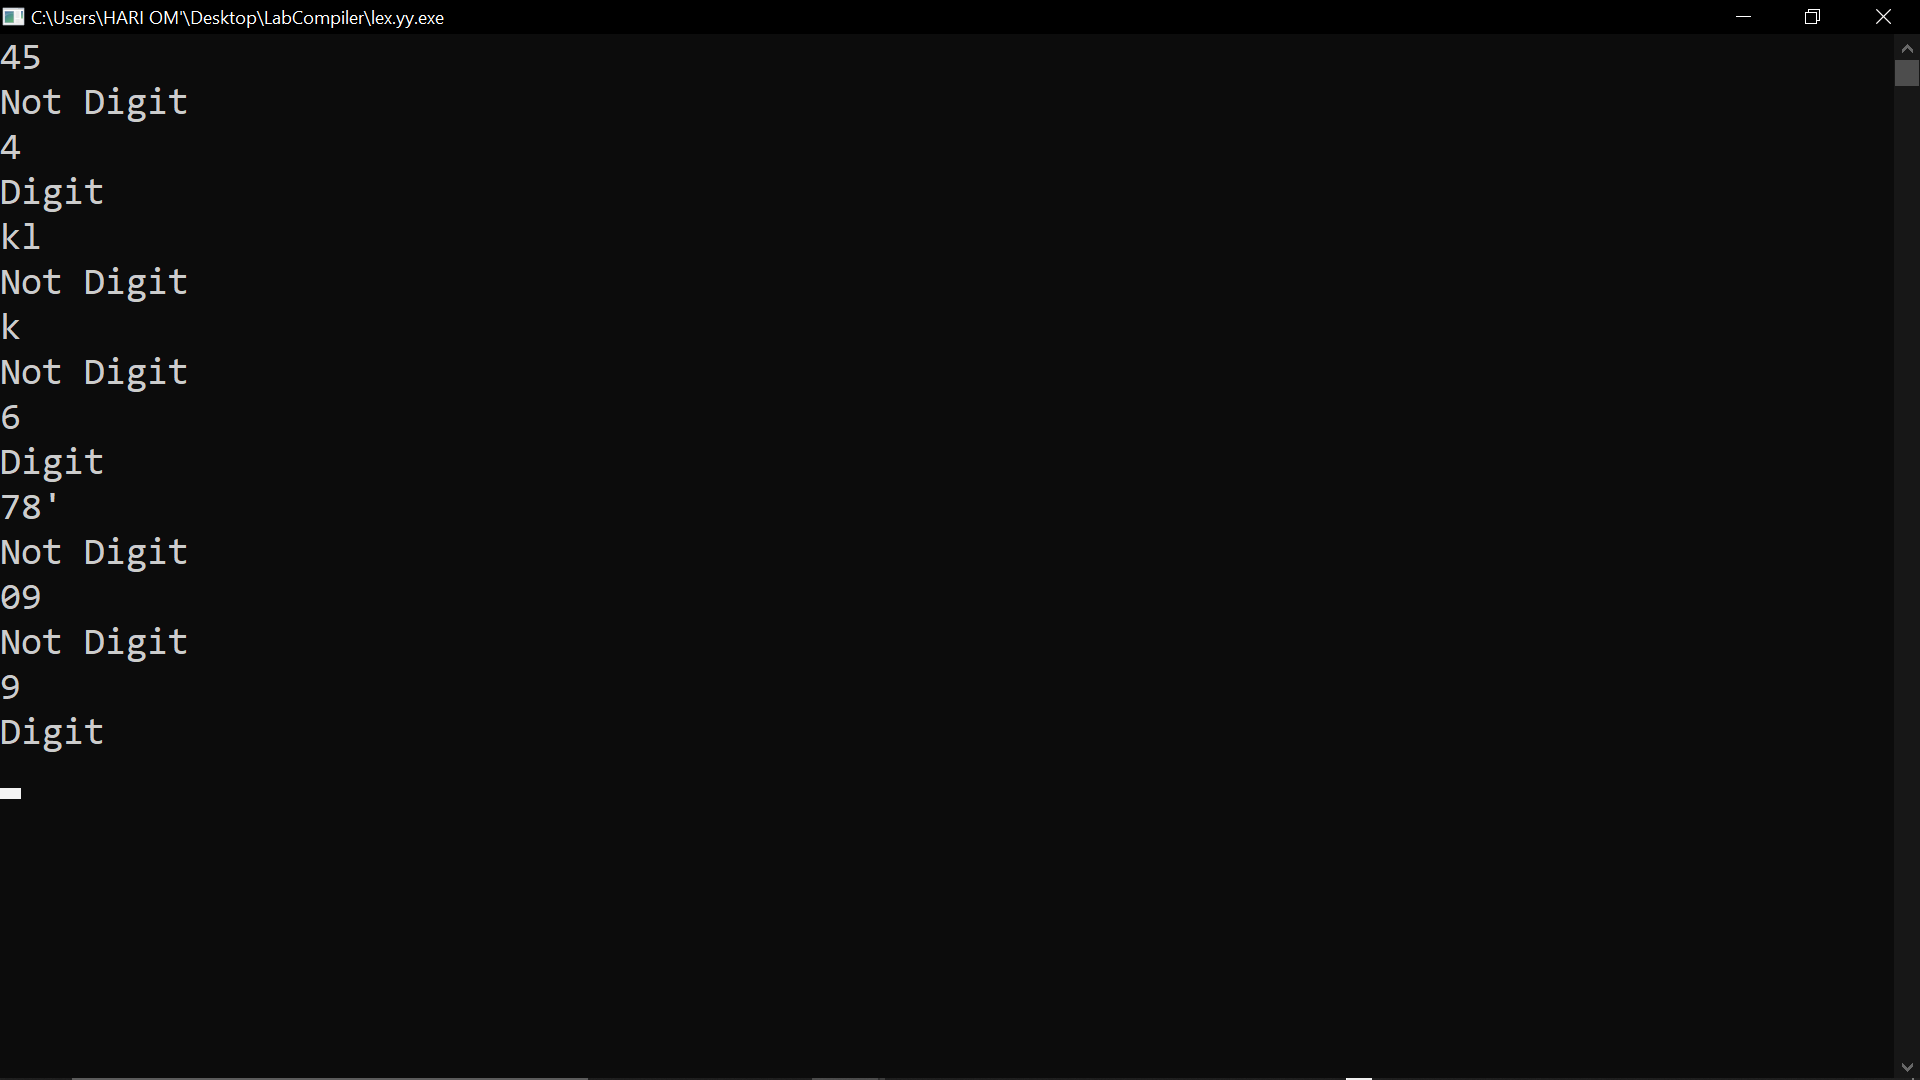 C:\Users\HARI OM'\Desktop\LabCompiler\lex.yy.exe
45
Not Digit
4
Digit
kl
Not Digit
k
Not Digit
6
Digit
78'
Not Digit
09
Not Digit
9
Digit